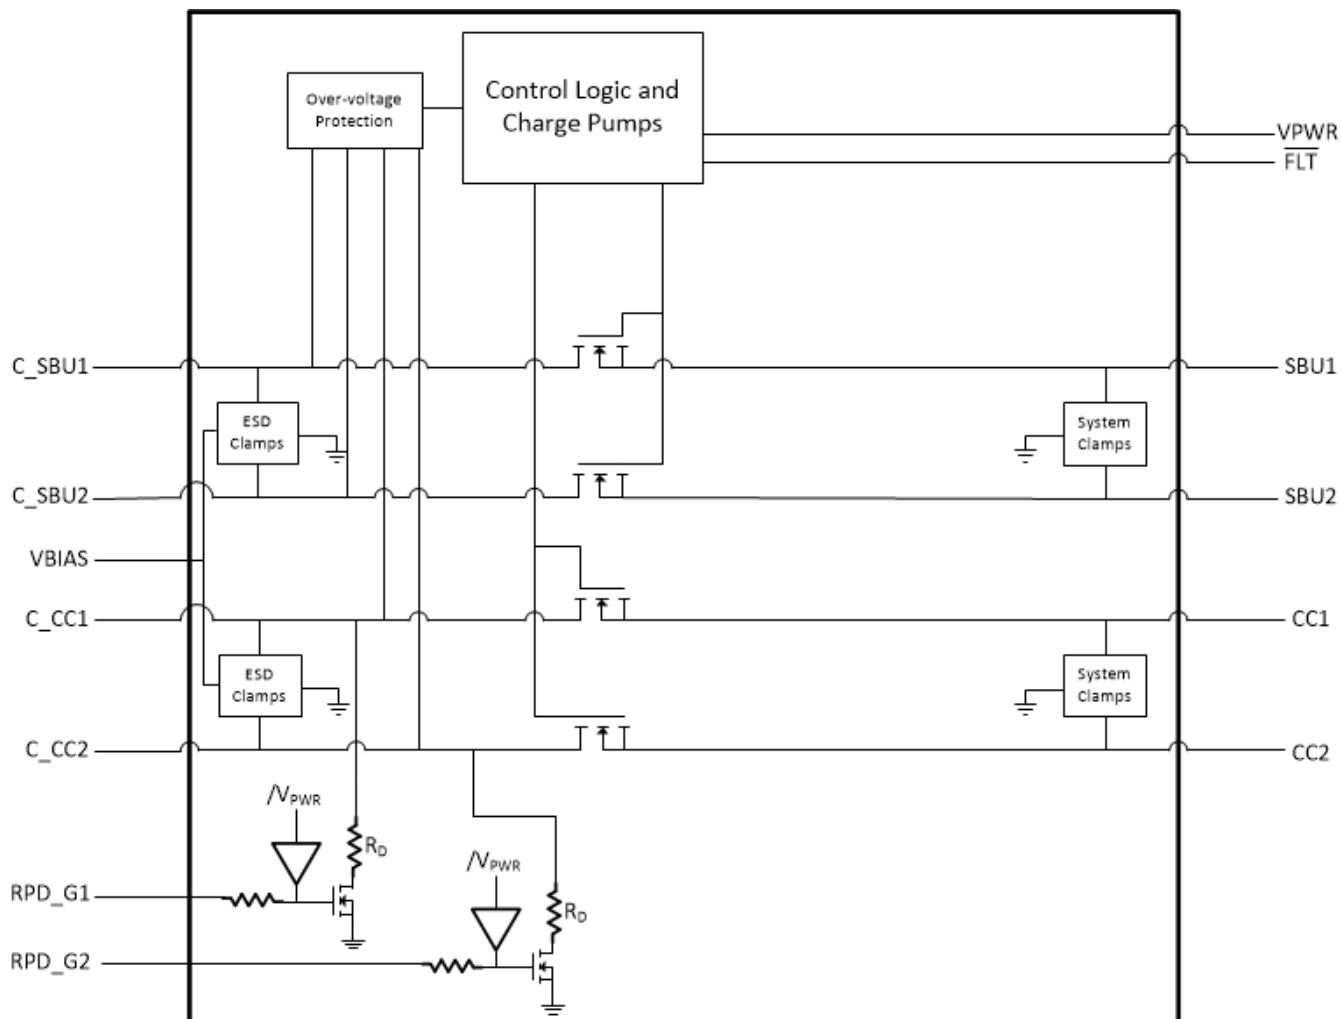 Control Logic and
Charge Pumps
Over-voltage
Protection
VPWR
FLT
C_SBU1
SBU1
ESD
Clamps
System
Clamps
C_SBU2
SBU2
VBIAS
C_CC1
CC1
ESD
Clamps
System
Clamps
C_CC2
CC2
/VPWR
RD
/VPWR
RPD_G1
RD
RPD_G2